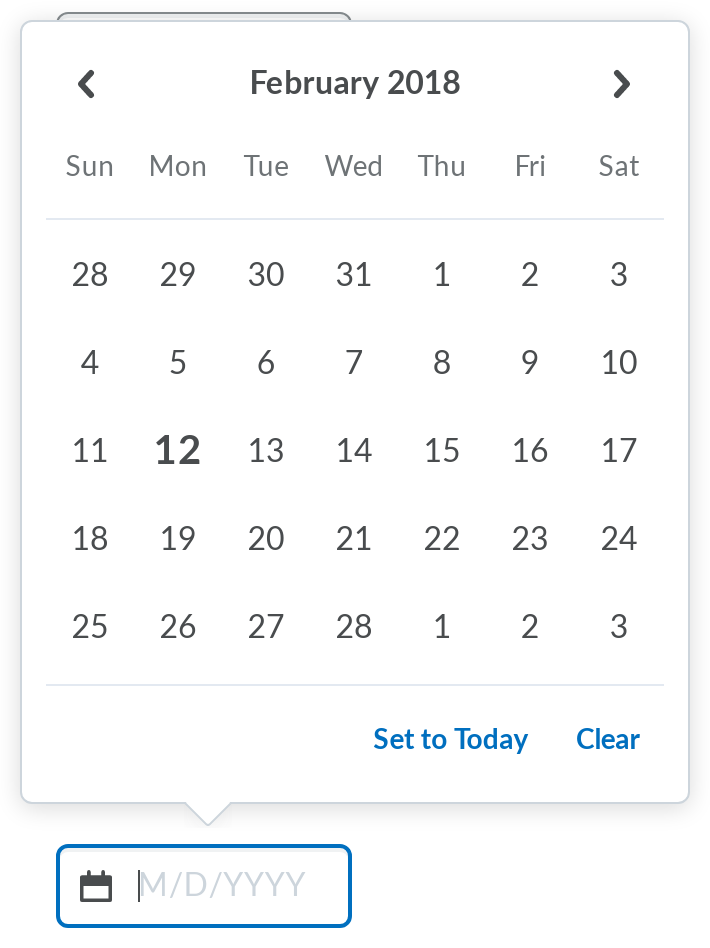 February 2018
Sun Mon Tue Wed Thu Fri Sat
28 29 30 31 1 2 3
4 5 6 7 8 9 10
11 12 13 14 15 16 17
18 19 20 21 22 23 24
25 26 27 28 1 2 3
Set to Today Clear
M/D/YYYY